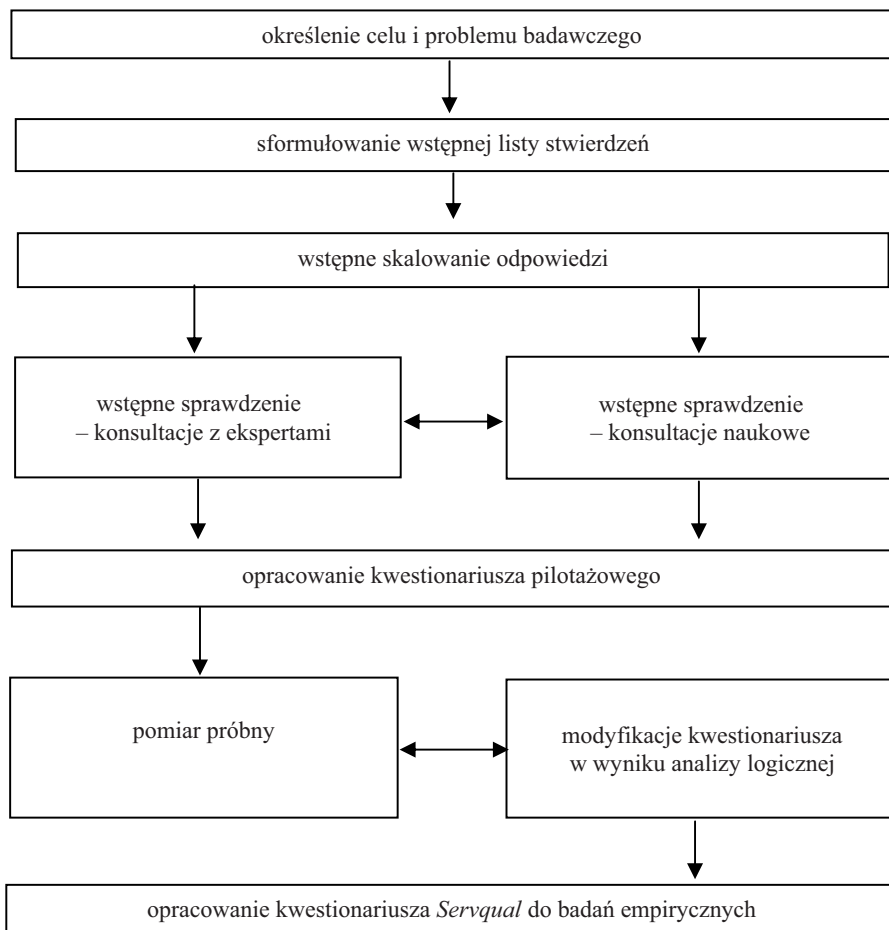 określenie celu i problemu badawczego
sformułowanie wstępnej listy stwierdzeń
wstępne skalowanie odpowiedzi
wstępne sprawdzenie
– konsultacje z ekspertami
wstępne sprawdzenie
– konsultacje naukowe
opracowanie kwestionariusza pilotażowego
pomiar próbny
modyfikacje kwestionariusza
w wyniku analizy logicznej
opracowanie kwestionariusza Servqual do badań empirycznych